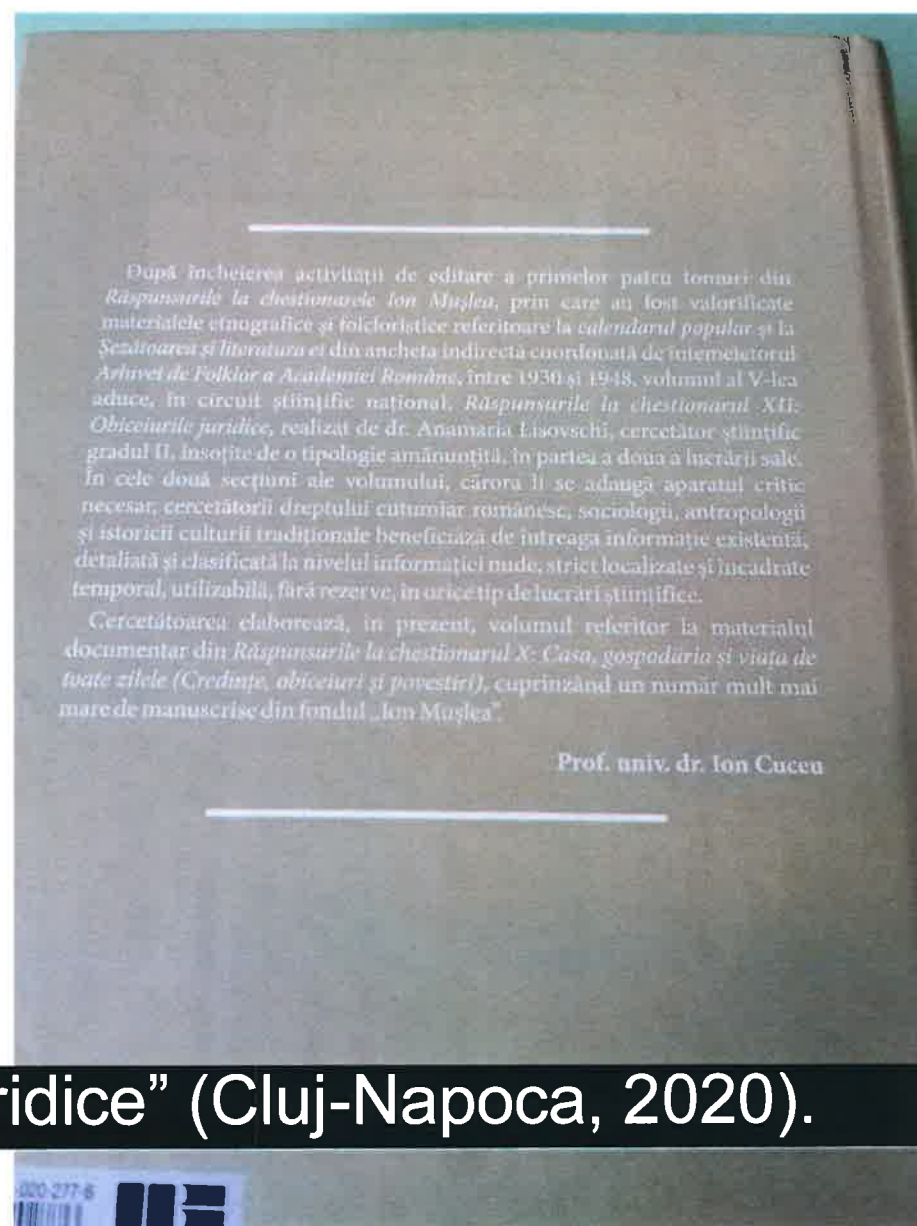 După încheierea activității de editare a primelor patru tomuri din
Răspunsurile la chestionarele Ion Mușlea, prin care au fost valorificate
materialele etnografice și folcloristice referitoare la calendarul popular și la
Șezătoarea și literatura ei din ancheta indirectă coordonată de întemeietorul
Arhivei de Folklor a Academiei Române, între 1930 și 1948, volumul al V-lea
aduce, în circuit științific național, Răspunsurile la chestionarul XII:
Obiceiurile juridice, realizat de dr. Anamaria Lisovschi, cercetător științific
gradul II, însoțite de o tipologie amănunțită, în partea a doua a lucrării sale.
În cele două secțiuni ale volumului, cărora li se adaugă aparatul critic
necesar, cercetătorii dreptului cutumiar românesc, sociologii, antropologii
și istoricii culturii tradiționale beneficiază de întreaga informație existentă,
detaliată și clasificată la nivelul informației nude, strict localizate și încadrate
temporal, utilizabilă, fără rezerve, în orice tip de lucrări științifice.
Cercetătoarea elaborează, în prezent, volumul referitor la materialul
documentar din Răspunsurile la chestionarul X: Casa, gospodăria și viața de
toate zilele (Credințe, obiceiuri și povestiri), cuprinzând un număr mult mai
mare de manuscrise din fondul „Ion Mușlea”.
Prof. univ. dr. Ion Cuceu
ridice” (Cluj-Napoca, 2020).
-020-277-6